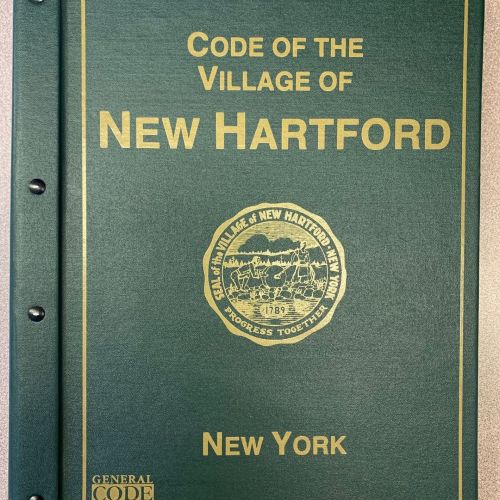 CODE OF THE
VILLAGE OF
NEW HARTFORD
SEAL of the VILLAGE of NEW HARTFORD · NEW YORK
1789
PROGRESS TOGETHER
NEW YORK
GENERAL
CODE